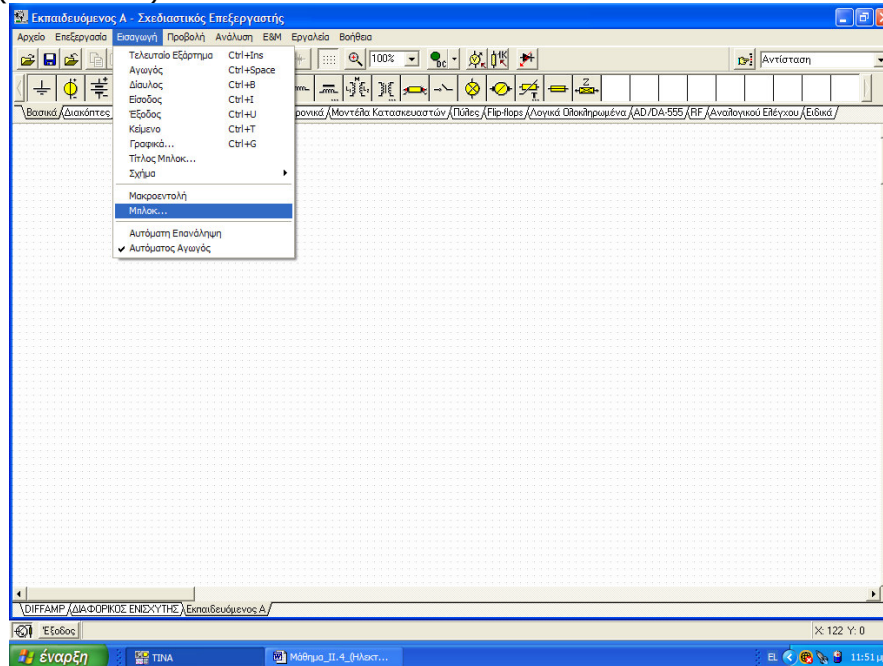 Εκπαιδευόμενος Α - Σχεδιαστικός Επεξεργαστής
Αρχείο Επεξεργασία Εισαγωγή Προβολή Ανάλυση E&M Εργαλεία Βοήθεια
100%
DC
Αντίσταση
Βασικά Διακόπτες Μοντέλα Κατασκευαστών Πύλες Flip-flops Λογικά Ολοκληρωμένα AD/DA-555 RF Αναλογικού Ελέγχου Ειδικά
Τελευταίο Εξάρτημα Ctrl+Ins
Αγωγός Ctrl+Space
Δίαυλος Ctrl+B
Είσοδος Ctrl+I
Έξοδος Ctrl+U
Κείμενο Ctrl+T
Γραφικά... Ctrl+G
Τίτλος Μπλοκ...
Σχήμα
Μακροεντολή
Μπλοκ...
Αυτόματη Επανάληψη
Αυτόματος Αγωγός
DIFFAMP ΔΙΑΦΟΡΙΚΟΣ ΕΝΙΣΧΥΤΗΣ Εκπαιδευόμενος Α
Έξοδος
X: 122 Y: 0
έναρξη
TINA
Μάθημα_II.4_(Ηλεκτ...
EL
11:51 μ